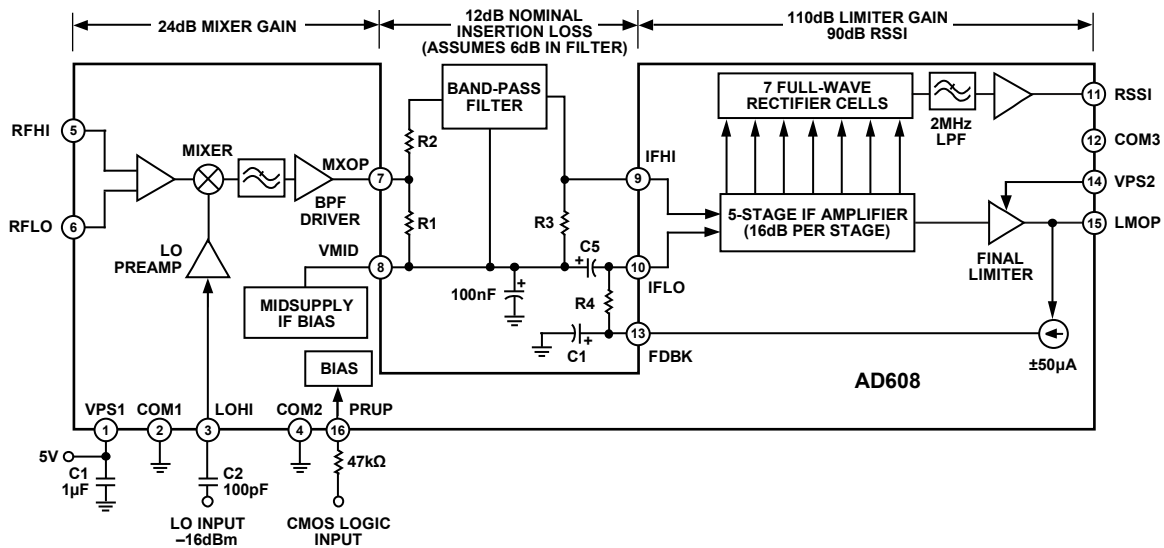 24dB MIXER GAIN
12dB NOMINAL
INSERTION LOSS
(ASSUMES 6dB IN FILTER)
110dB LIMITER GAIN
90dB RSSI
RFHI
5
RFLO
6
MIXER
LO
PREAMP
BPF
DRIVER
MXOP
7
VMID
8
MIDSUPPLY
IF BIAS
BIAS
R2
R1
BAND-PASS
FILTER
R3
100nF
+
C5
+
R4
C1
+
IFHI
9
10
IFLO
13
FDBK
7 FULL-WAVE
RECTIFIER CELLS
2MHz
LPF
5-STAGE IF AMPLIFIER
(16dB PER STAGE)
FINAL
LIMITER
±50µA
11
RSSI
12
COM3
14
VPS2
15
LMOP
AD608
VPS1
COM1
LOHI
COM2
PRUP
1
2
3
4
16
5V
C1
1µF
C2
100pF
47kΩ
LO INPUT
–16dBm
CMOS LOGIC
INPUT